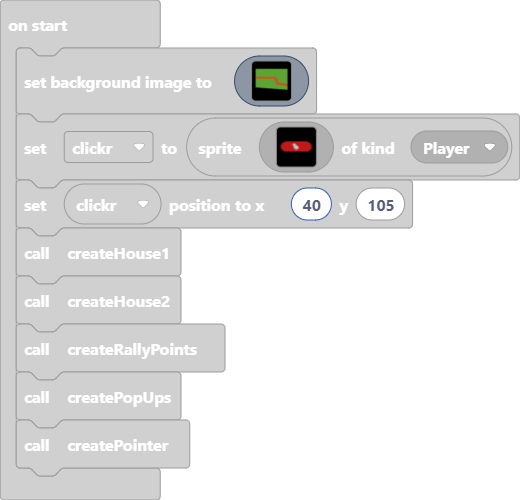 on start
set background image to
set clickr to sprite of kind Player
set clickr position to x 40 y 105
call createHouse1
call createHouse2
call createRallyPoints
call createPopUps
call createPointer